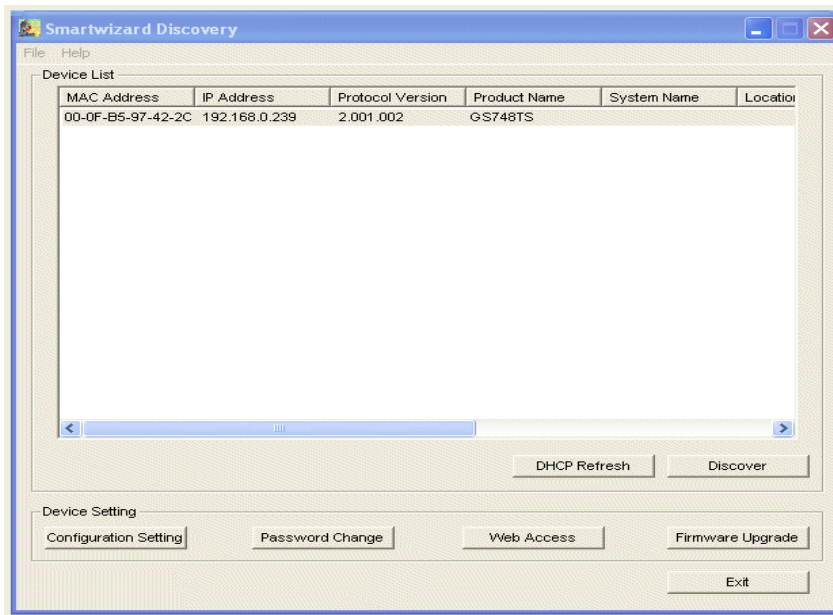 Smartwizard Discovery
File Help
Device List
MAC Address IP Address Protocol Version Product Name System Name Location
00-0F-B5-97-42-2C 192.168.0.239 2.001.002 GS748TS
DHCP Refresh Discover
Device Setting
Configuration Setting Password Change Web Access Firmware Upgrade
Exit